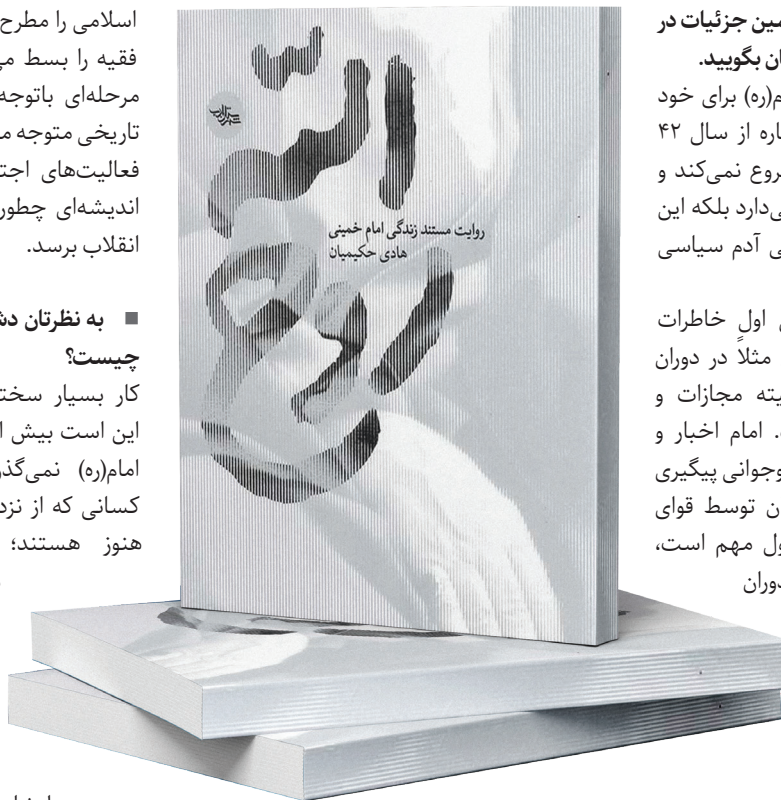 مین جزئیات در
ان بگویید.
م(ره) برای خود
اره از سال ۴۲
روع نمی‌کند و
ی‌دارد بلکه این
ی آدم سیاسی
اول خاطرات
مثلاً در دوران
یته مجازات و
. امام اخبار و
وجوانی پیگیری
ان توسط قوای
ول مهم است،
دوران
روایت مستند زندگی امام خمینی
هادی حکیمیان
اسلامی را مطرح
فقیه را بسط م
مرحله‌ای باتوجه
تاریخی متوجه م
فعالیت‌های اجت
اندیشه‌ای چطور
انقلاب برسد.
■ به نظرتان دش
چیست؟
کار بسیار سخت
این است بیش ا
امام(ره) نمی‌گذ
کسانی که از نزد
هنوز هستند؛